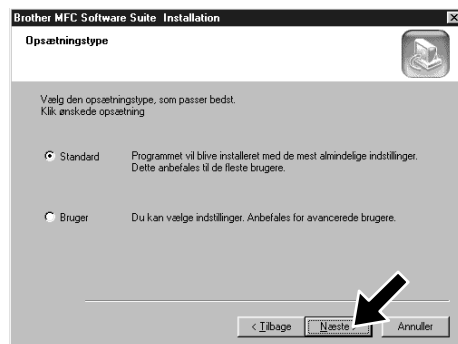 Brother MFC Software Suite Installation
Opsætningstype
Vælg den opsætningstype, som passer bedst.
Klik ønskede opsætning
Standard
Programmet vil blive installeret med de mest almindelige indstillinger.
Dette anbefales til de fleste brugere.
Bruger
Du kan vælge indstillinger. Anbefales for avancerede brugere.
< Tilbage
Næste >
Annuller